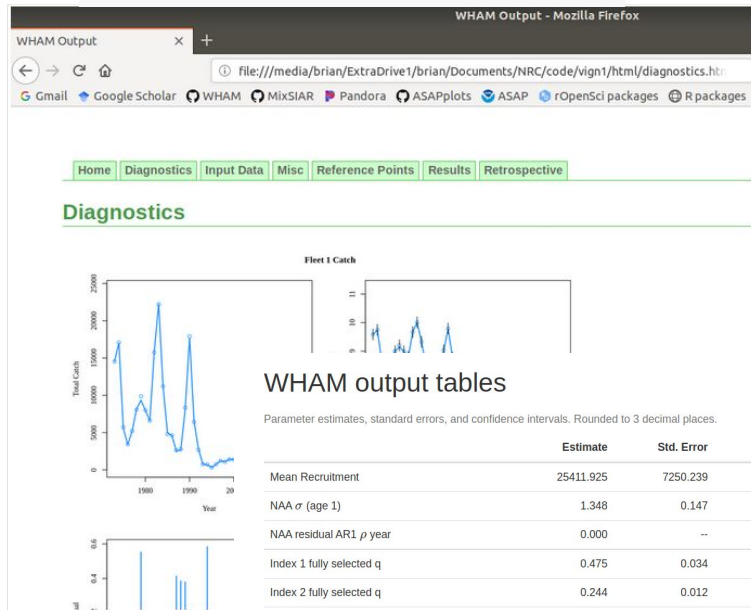 WHAM Output - Mozilla Firefox
WHAM Output × +
file:///media/brian/ExtraDrive1/brian/Documents/NRC/code/vign1/html/diagnostics.htm
G Gmail Google Scholar WHAM MixSIAR Pandora ASAPplots ASAP rOpenSci packages R packages
Home Diagnostics Input Data Misc Reference Points Results Retrospective
Diagnostics
Fleet 1 Catch
25000
20000
15000
10000
5000
0
Total Catch
1980 1990 20
Year
11
10
9
0.6
0.4
WHAM output tables
Parameter estimates, standard errors, and confidence intervals. Rounded to 3 decimal places.
Estimate Std. Error
Mean Recruitment 25411.925 7250.239
NAA σ (age 1) 1.348 0.147
NAA residual AR1 ρ year 0.000 --
Index 1 fully selected q 0.475 0.034
Index 2 fully selected q 0.244 0.012